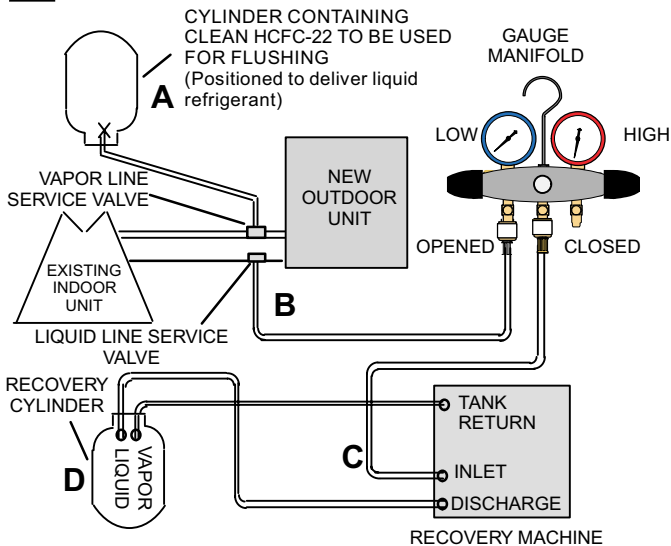 CYLINDER CONTAINING
CLEAN HCFC-22 TO BE USED
FOR FLUSHING
(Positioned to deliver liquid
refrigerant)
A
GAUGE
MANIFOLD
LOW
HIGH
VAPOR LINE
SERVICE VALVE
NEW
OUTDOOR
UNIT
OPENED
CLOSED
EXISTING
INDOOR
UNIT
B
LIQUID LINE SERVICE
VALVE
RECOVERY
CYLINDER
TANK
RETURN
C
D
LIQUID
VAPOR
INLET
DISCHARGE
RECOVERY MACHINE